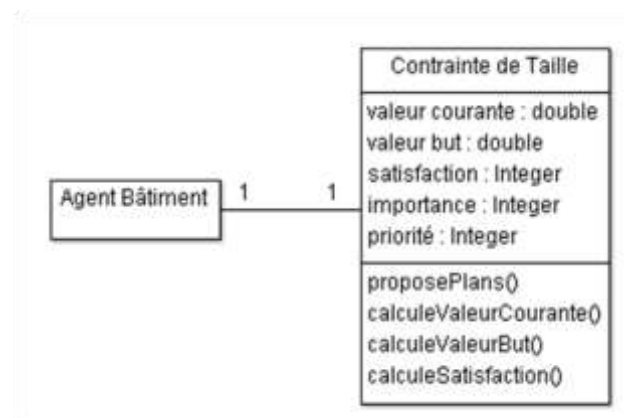 Contrainte de Taille
valeur courante : double
valeur but : double
satisfaction : Integer
importance : Integer
priorité : Integer
Agent Bâtiment
1
1
proposePlans()
calculeValeurCourante()
calculeValeurBut()
calculeSatisfaction()